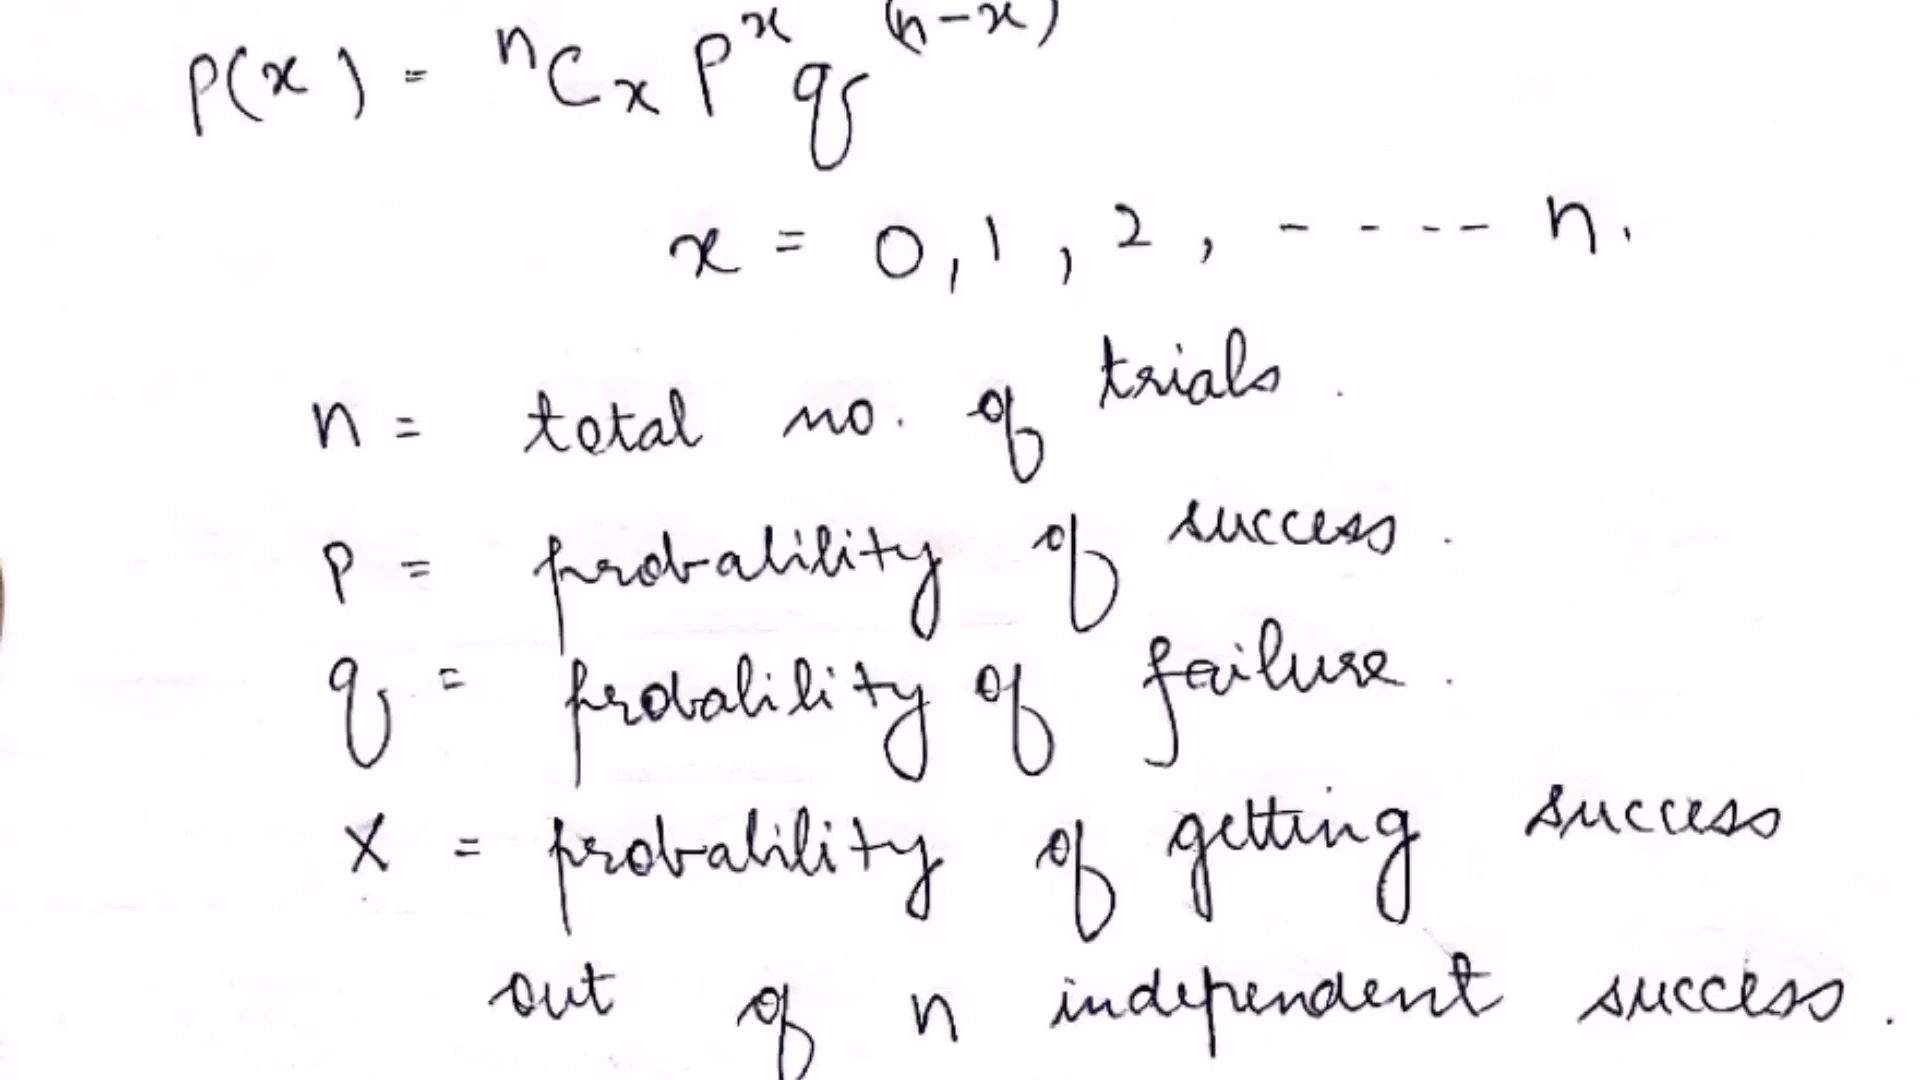 P(x) = ⁿCₓ pˣ q⁽ⁿ⁻ˣ⁾
x = 0, 1, 2, ----- n.
n = total no. of trials.
P = probability of success.
q = probability of failure.
X = probability of getting success
out of n independent success.